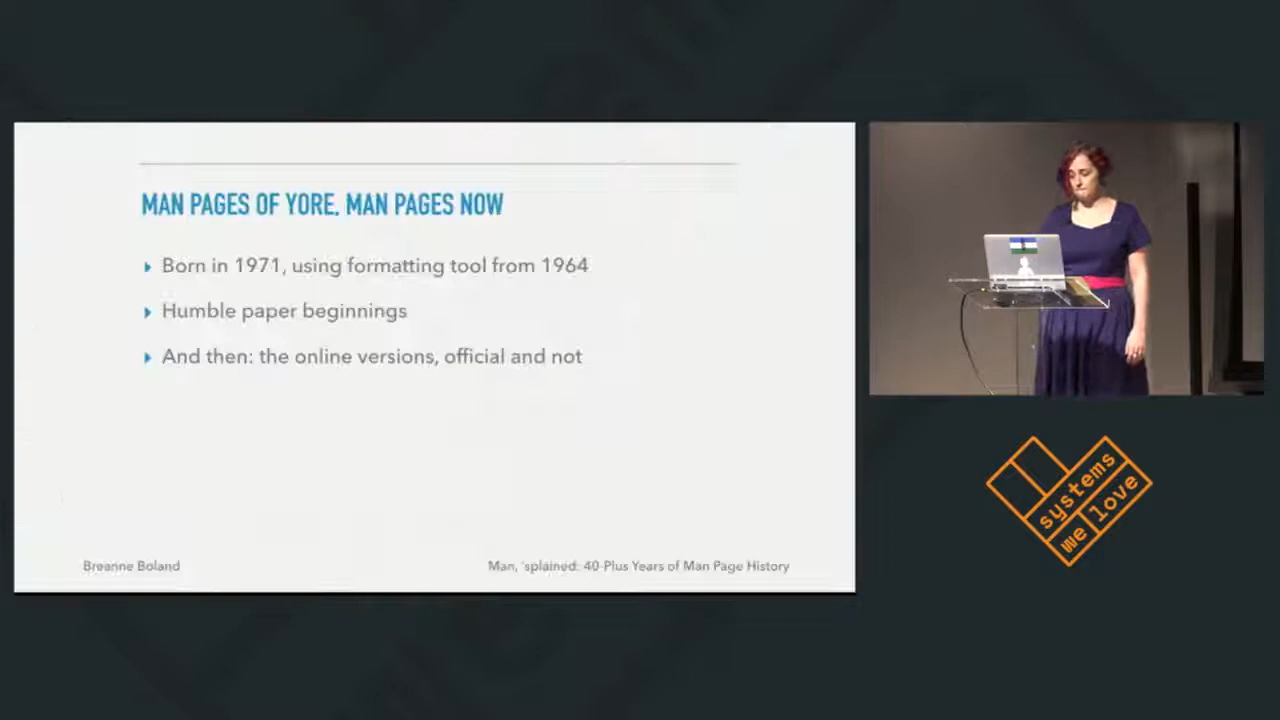 MAN PAGES OF YORE, MAN PAGES NOW
Born in 1971, using formatting tool from 1964
Humble paper beginnings
And then: the online versions, official and not
Breanne Boland
Man, 'splained: 40-Plus Years of Man Page History
systems
we love